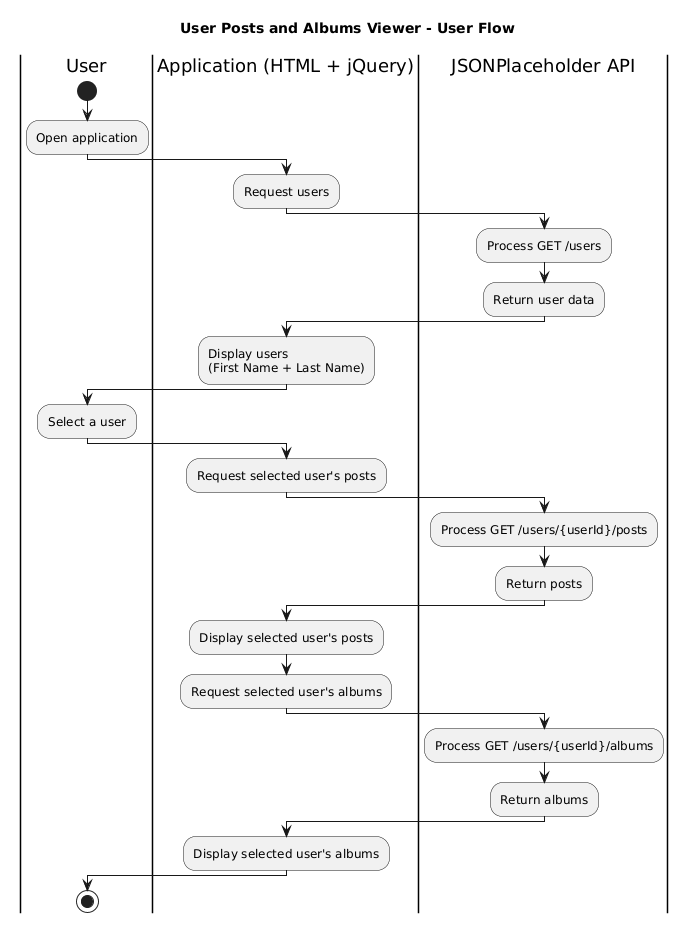 User Posts and Albums Viewer - User Flow
User
Application (HTML + jQuery)
JSONPlaceholder API
Open application
Request users
Process GET /users
Return user data
Display users
(First Name + Last Name)
Select a user
Request selected user's posts
Process GET /users/{userId}/posts
Return posts
Display selected user's posts
Request selected user's albums
Process GET /users/{userId}/albums
Return albums
Display selected user's albums